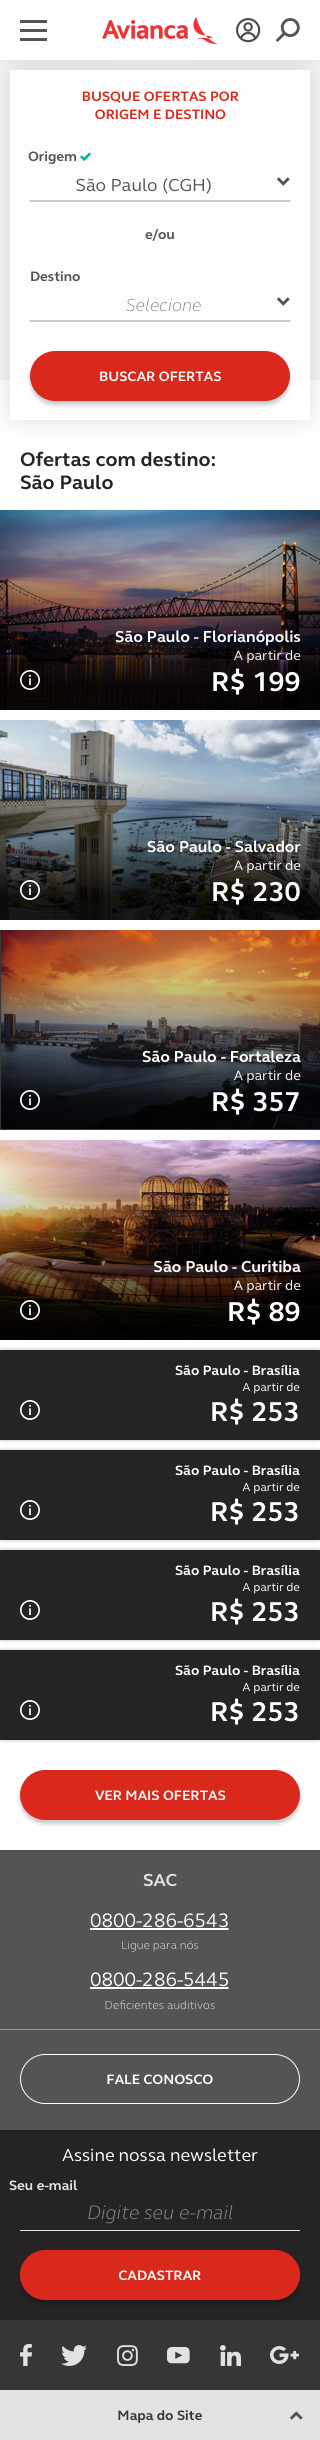 Avianca
BUSQUE OFERTAS POR
ORIGEM E DESTINO
Origem
São Paulo (CGH)
e/ou
Destino
Selecione
BUSCAR OFERTAS
Ofertas com destino:
São Paulo
São Paulo - Florianópolis
A partir de
R$ 199
São Paulo - Salvador
A partir de
R$ 230
São Paulo - Fortaleza
A partir de
R$ 357
São Paulo - Curitiba
A partir de
R$ 89
São Paulo - Brasília
A partir de
R$ 253
São Paulo - Brasília
A partir de
R$ 253
São Paulo - Brasília
A partir de
R$ 253
São Paulo - Brasília
A partir de
R$ 253
VER MAIS OFERTAS
SAC
0800-286-6543
Ligue para nós
0800-286-5445
Deficientes auditivos
FALE CONOSCO
Assine nossa newsletter
Seu e-mail
Digite seu e-mail
CADASTRAR
Mapa do Site